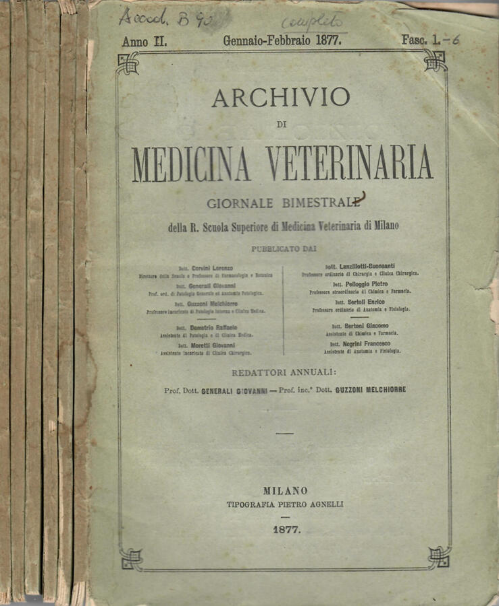 Accad. B 90 completo
Anno II. Gennaio-Febbraio 1877. Fasc. 1.-6
ARCHIVIO
DI
MEDICINA VETERINARIA
GIORNALE BIMESTRALE
della R. Scuola Superiore di Medicina Veterinaria di Milano
PUBBLICATO DAI
Dott. Corvini Lorenzo
Direttore della Scuola e Professore di Farmacologia e Botanica
Dott. Generali Giovanni
Prof. ord. di Patologia Generale ed Anatomia Patologica.
Dott. Guzzoni Melchiorre
Professore incaricato di Patologia interna e Clinica Medica.
Dott. Demetrio Raffaele
Assistente di Patologia e di Clinica Medica.
Dott. Moretti Giovanni
Assistente incaricato di Clinica Chirurgica.
Dott. Lanzillotti-Buonsanti
Professore ordinario di Chirurgia e Clinica Chirurgica.
Dott. Polloggio Pietro
Professore straordinario di Chimica e Farmacia.
Dott. Bertoli Enrico
Professore ordinario di Anatomia e Fisiologia.
Dott. Bertoni Giacomo
Assistente di Chimica e Farmacia.
Dott. Negrini Francesco
Assistente di Anatomia e Fisiologia.
REDATTORI ANNUALI:
Prof. Dott. GENERALI GIOVANNI — Prof. Inc.° Dott. GUZZONI MELCHIORRE
MILANO
TIPOGRAFIA PIETRO AGNELLI
1877.